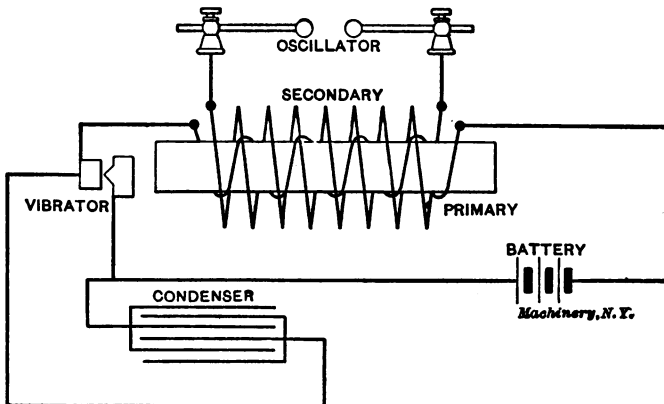 OSCILLATOR
SECONDARY
VIBRATOR
PRIMARY
BATTERY
CONDENSER
Machinery, N.Y.